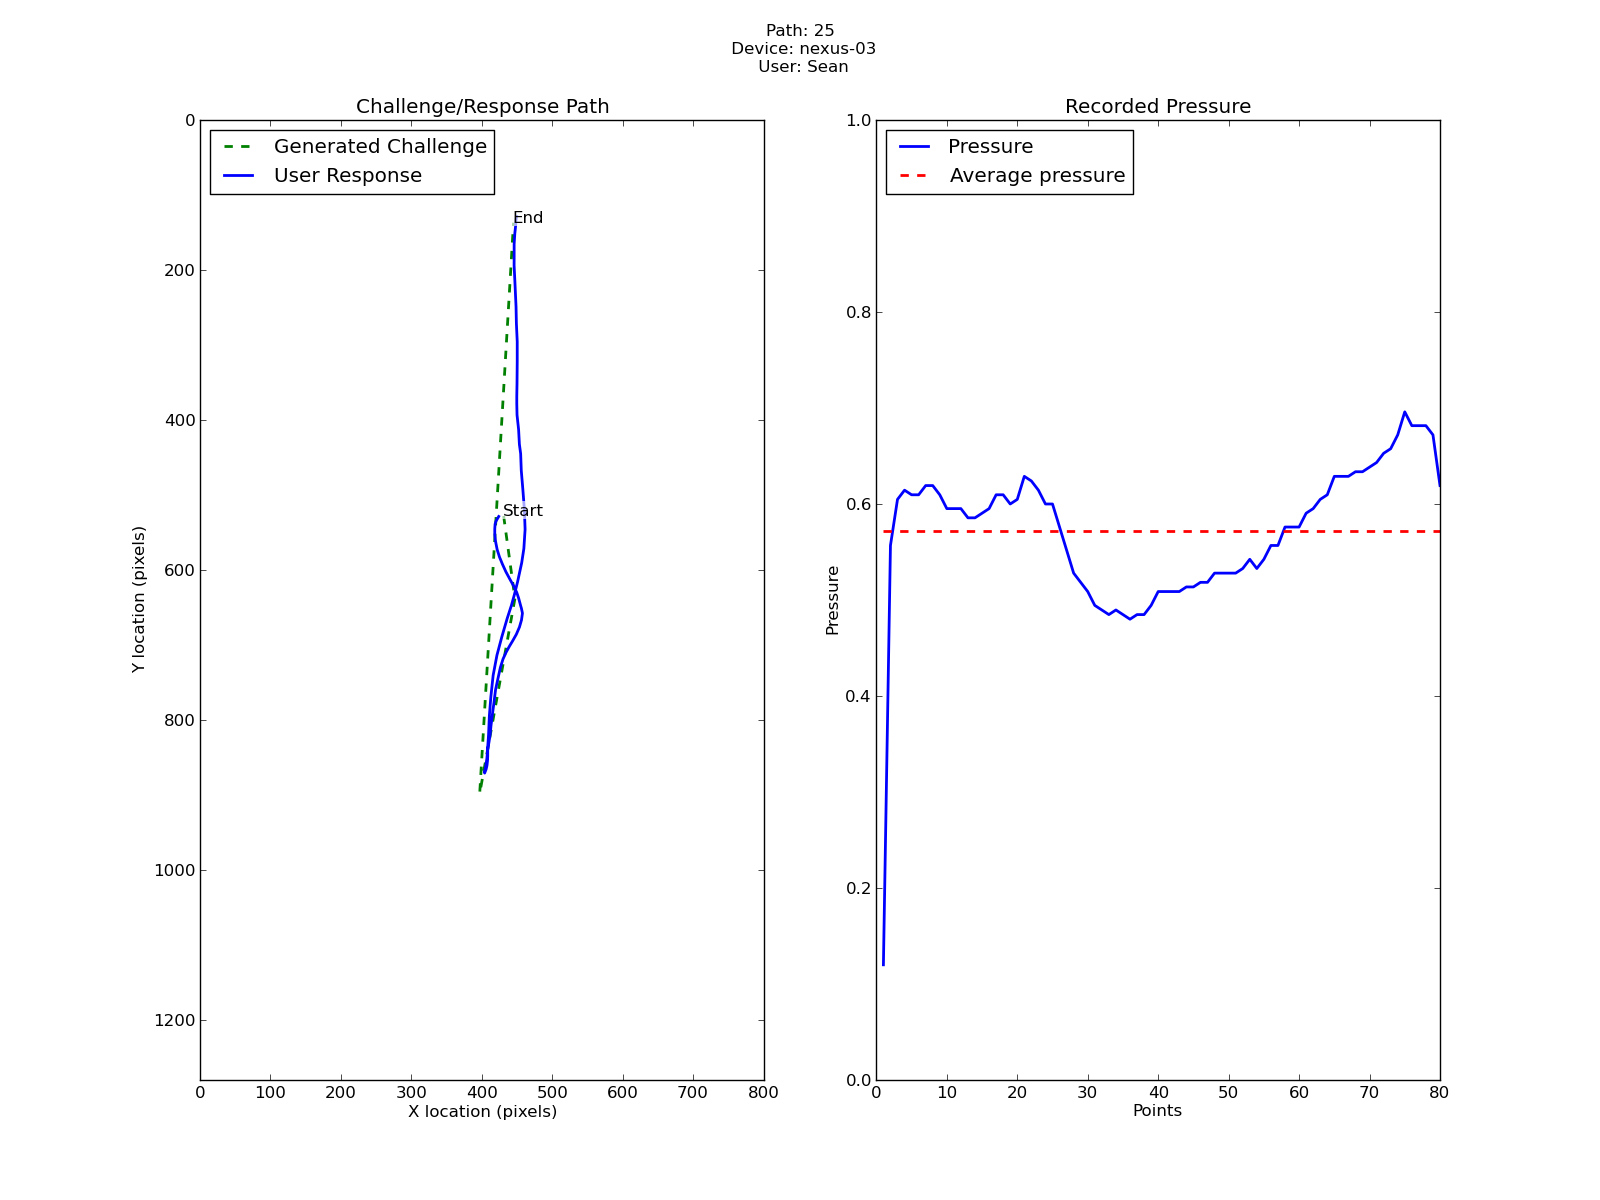 Path: 25
Device: nexus-03
User: Sean
Challenge/Response Path
Generated Challenge
User Response
End
Start
0
200
400
600
800
1000
1200
Y location (pixels)
0 100 200 300 400 500 600 700 800
X location (pixels)
Recorded Pressure
Pressure
Average pressure
1.0
0.8
0.6
0.4
0.2
0.0
Pressure
0 10 20 30 40 50 60 70 80
Points